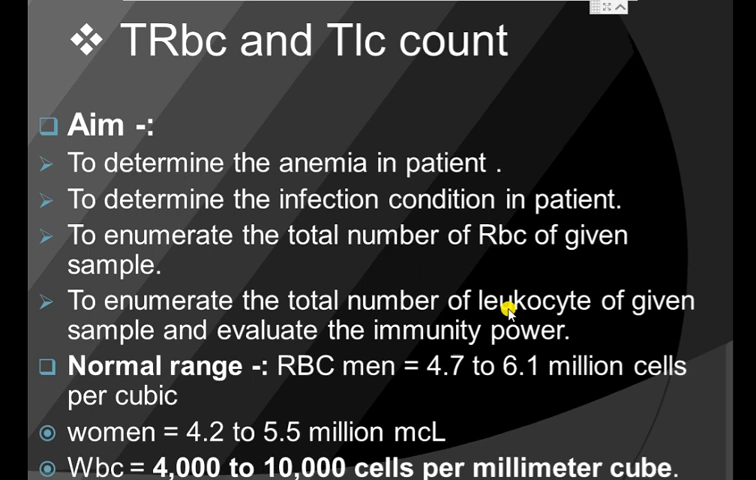 TRbc and Tlc count
Aim -:
To determine the anemia in patient .
To determine the infection condition in patient.
To enumerate the total number of Rbc of given
sample.
To enumerate the total number of leukocyte of given
sample and evaluate the immunity power.
Normal range -: RBC men = 4.7 to 6.1 million cells
per cubic
women = 4.2 to 5.5 million mcL
Wbc = 4,000 to 10,000 cells per millimeter cube.